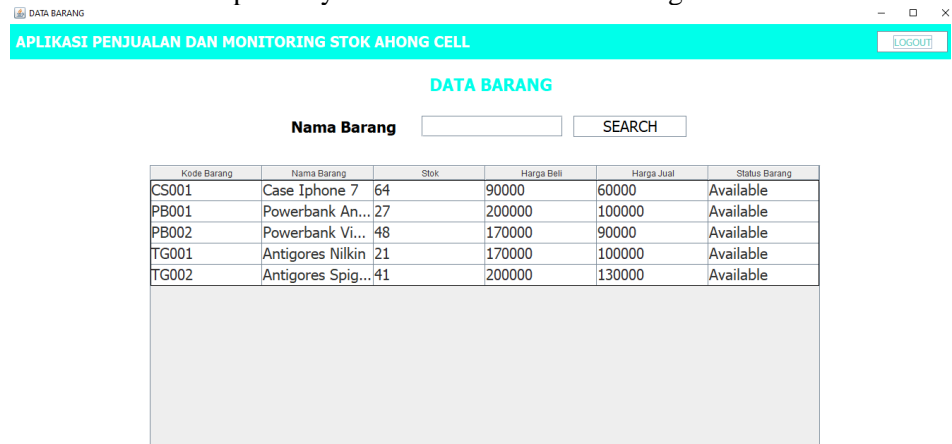 DATA BARANG
APLIKASI PENJUALAN DAN MONITORING STOK AHONG CELL LOGOUT
DATA BARANG
Nama Barang SEARCH
Kode Barang Nama Barang Stok Harga Beli Harga Jual Status Barang
CS001 Case Iphone 7 64 90000 60000 Available
PB001 Powerbank An... 27 200000 100000 Available
PB002 Powerbank Vi... 48 170000 90000 Available
TG001 Antigores Nilkin 21 170000 100000 Available
TG002 Antigores Spig... 41 200000 130000 Available